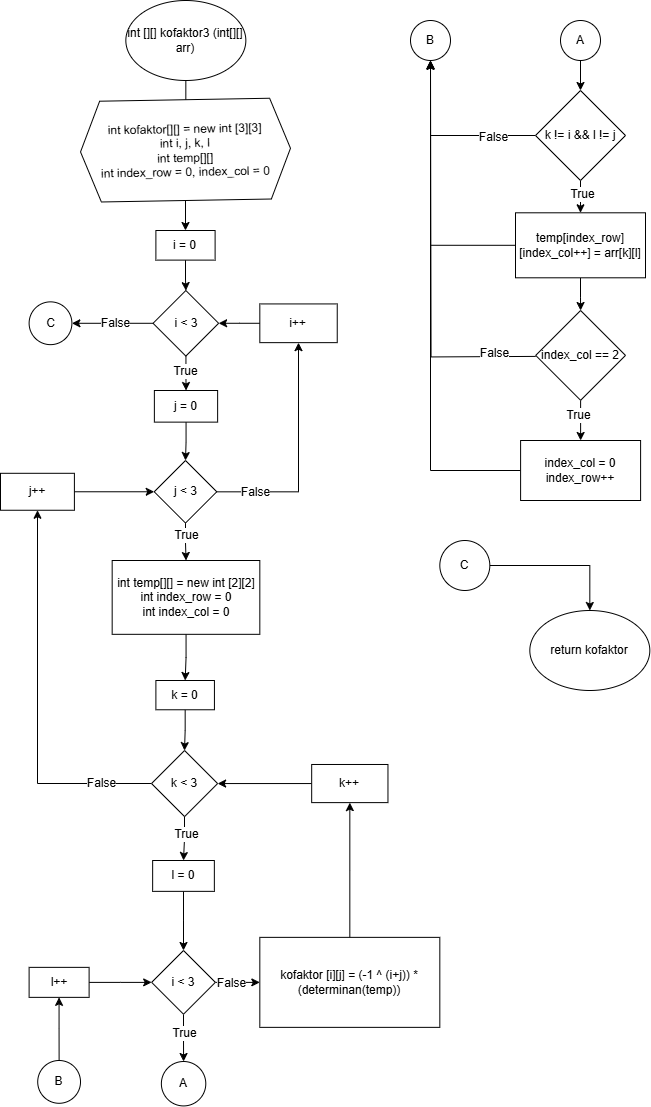 int [][] kofaktor3 (int[][]
arr)
int kofaktor[][] = new int [3][3]
int i, j, k, l
int temp[][]
int index_row = 0, index_col = 0
i = 0
i < 3
False
C
i++
True
j = 0
j++
j < 3
False
True
int temp[][] = new int [2][2]
int index_row = 0
int index_col = 0
k = 0
k < 3
False
k++
True
l = 0
l++
i < 3
False
kofaktor [i][j] = (-1 ^ (i+j)) *
(determinan(temp))
True
B
A
B
A
k != i && l != j
False
True
temp[index_row]
[index_col++] = arr[k][l]
index_col == 2
False
True
index_col = 0
index_row++
C
return kofaktor